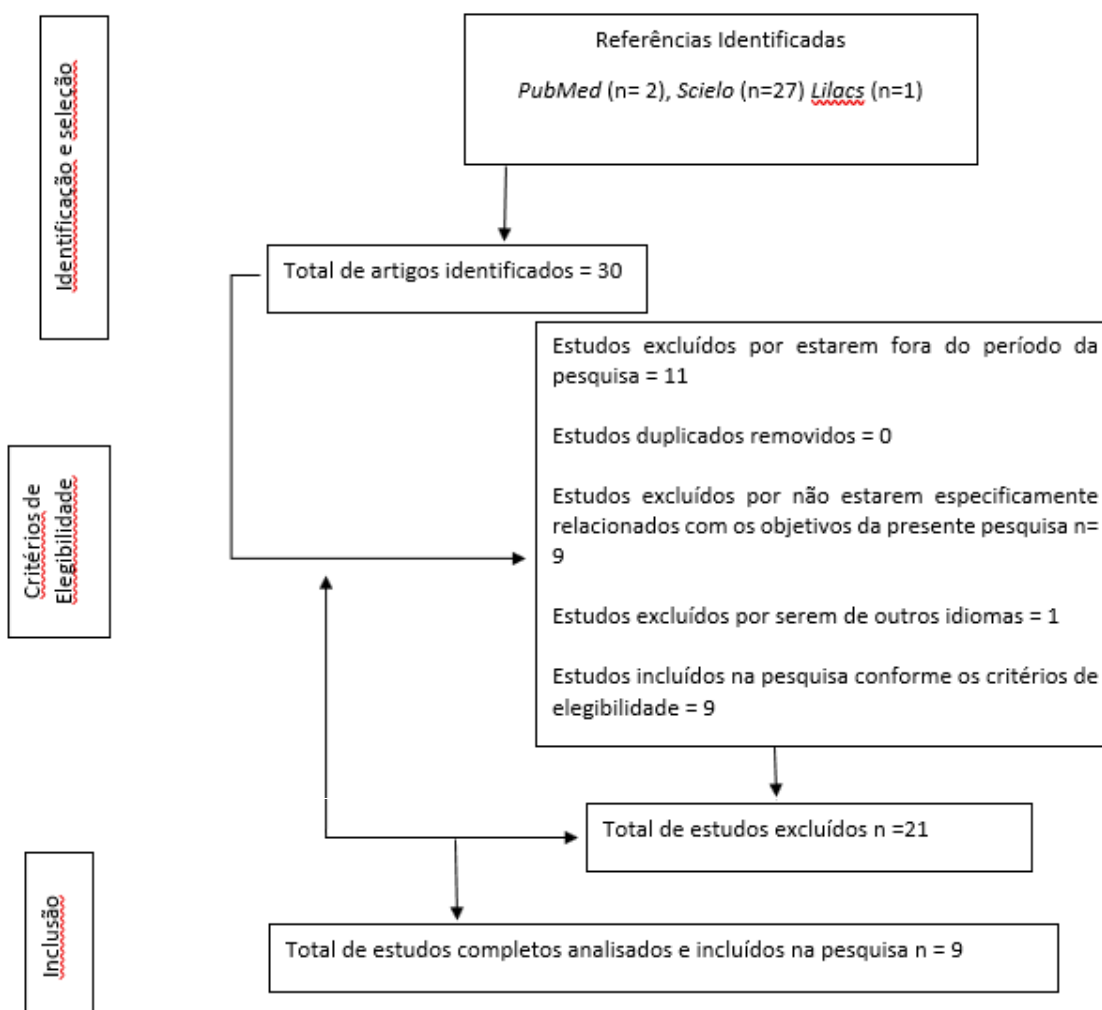 Identificação e seleção
Referências Identificadas
PubMed (n= 2), Scielo (n=27) Lilacs (n=1)
Total de artigos identificados = 30
Critérios de
Elegibilidade
Estudos excluídos por estarem fora do período da
pesquisa = 11
Estudos duplicados removidos = 0
Estudos excluídos por não estarem especificamente
relacionados com os objetivos da presente pesquisa n=
9
Estudos excluídos por serem de outros idiomas = 1
Estudos incluídos na pesquisa conforme os critérios de
elegibilidade = 9
Total de estudos excluídos n =21
Inclusão
Total de estudos completos analisados e incluídos na pesquisa n = 9